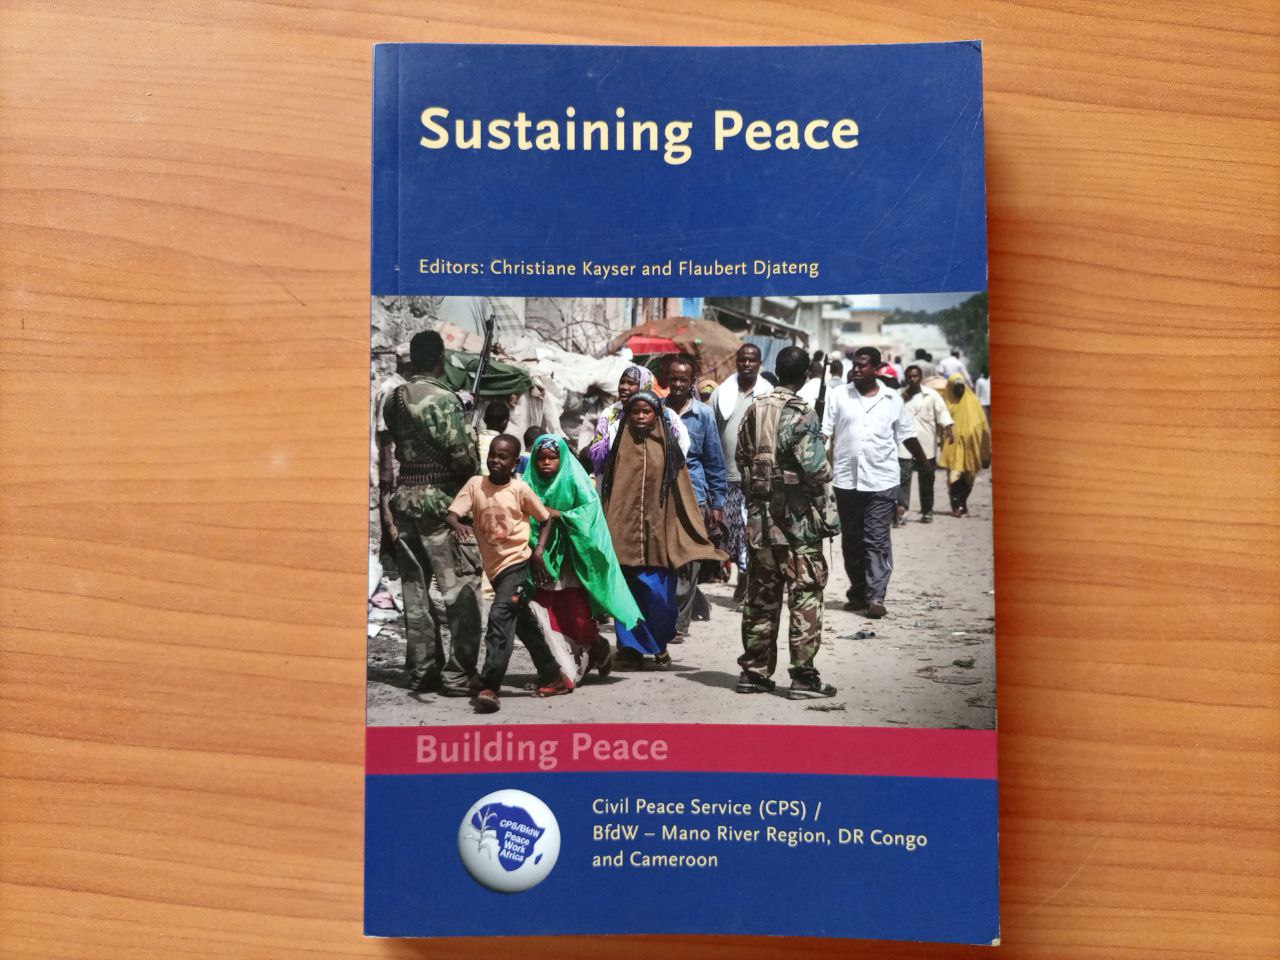 Sustaining Peace
Editors: Christiane Kayser and Flaubert Djateng
Building Peace
CPS/BfdW
Peace
Work
Africa
Civil Peace Service (CPS) /
BfdW – Mano River Region, DR Congo
and Cameroon